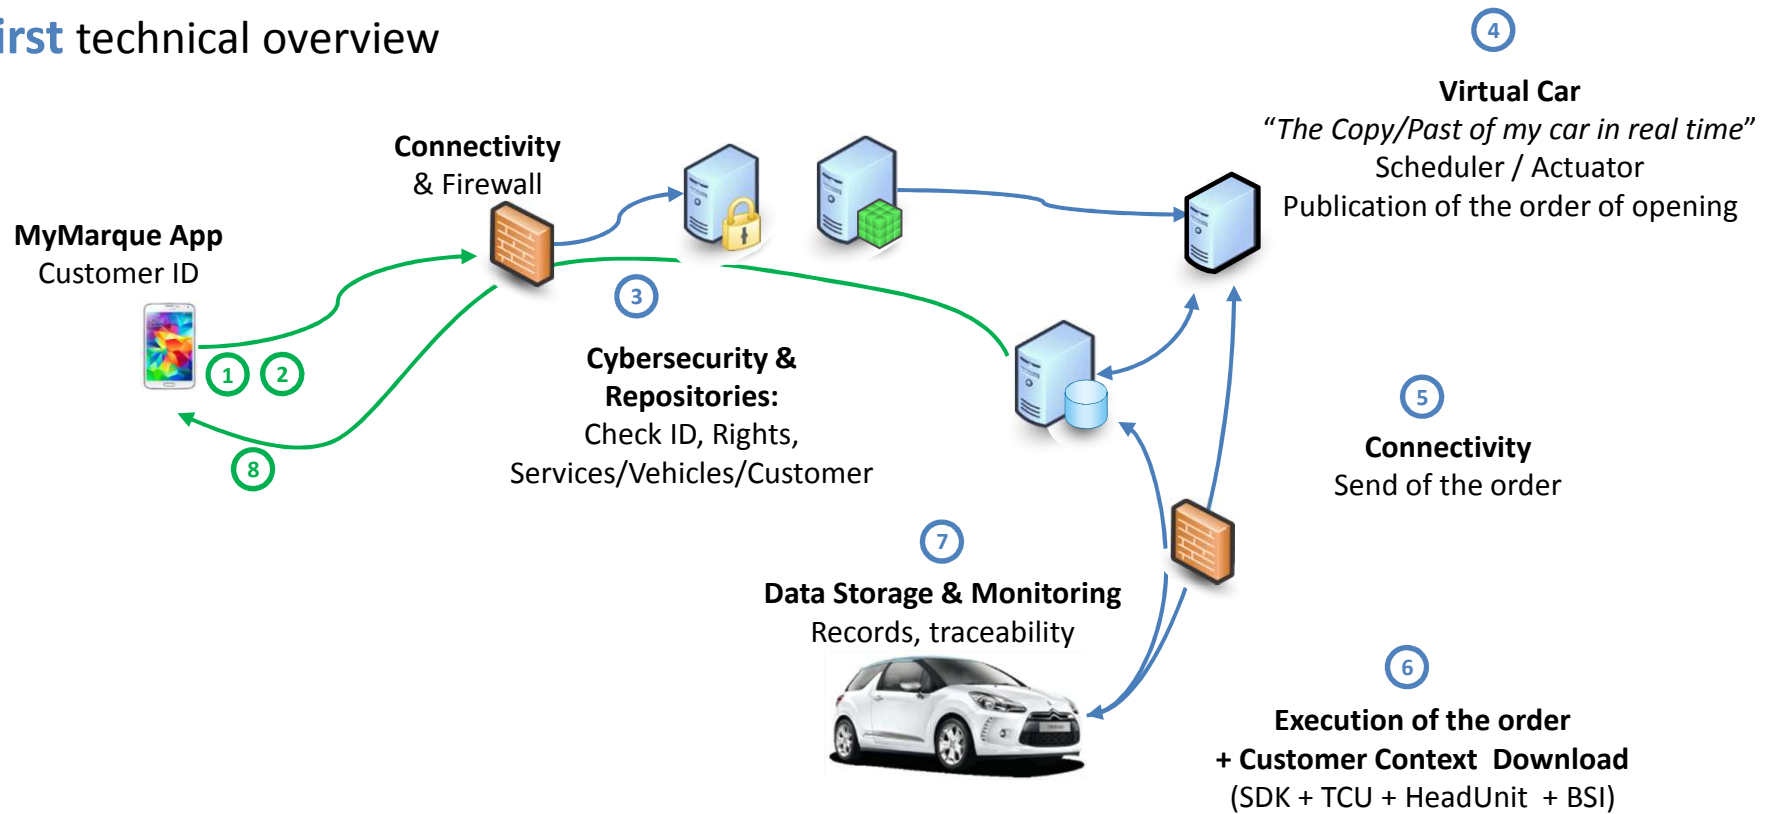 irst technical overview
4
Virtual Car
“The Copy/Past of my car in real time”
Scheduler / Actuator
Publication of the order of opening
Connectivity
& Firewall
MyMarque App
Customer ID
1
2
3
Cybersecurity &
Repositories:
Check ID, Rights,
Services/Vehicles/Customer
8
5
Connectivity
Send of the order
7
Data Storage & Monitoring
Records, traceability
6
Execution of the order
+ Customer Context Download
(SDK + TCU + HeadUnit + BSI)